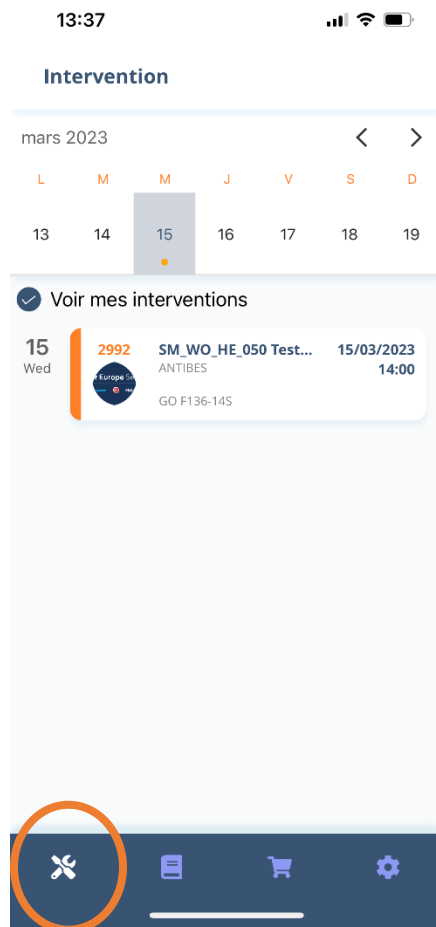 13:37
Intervention
mars 2023
L M M J V S D
13 14 15 16 17 18 19
Voir mes interventions
15 2992 SM_WO_HE_050 Test... 15/03/2023
Wed ANTIBES 14:00
Europe
GO F136-14S